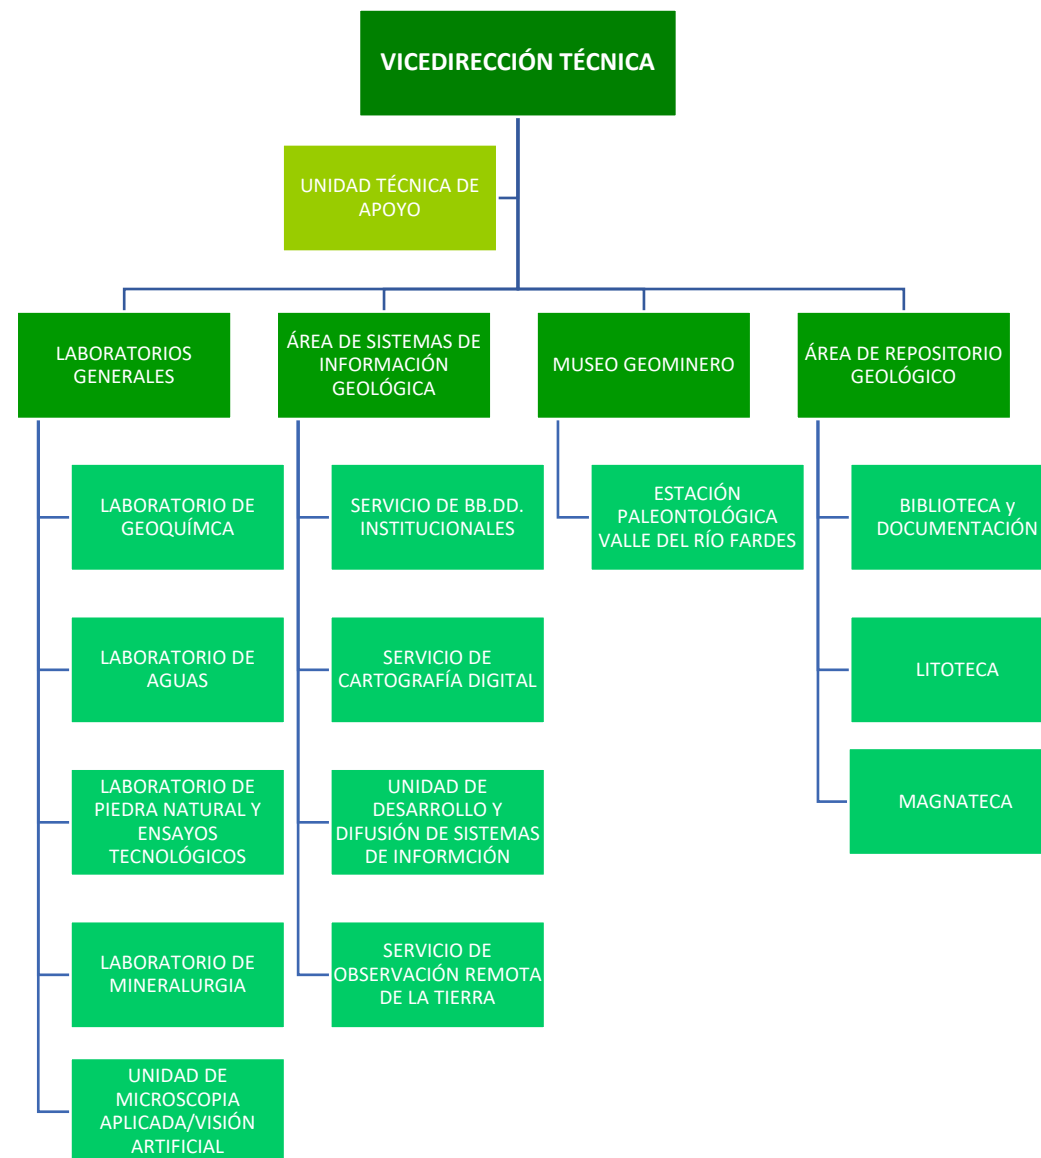 VICEDIRECCIÓN TÉCNICA
UNIDAD TÉCNICA DE
APOYO
LABORATORIOS
GENERALES
ÁREA DE SISTEMAS DE
INFORMACIÓN
GEOLÓGICA
MUSEO GEOMINERO
ÁREA DE REPOSITORIO
GEOLÓGICO
LABORATORIO DE
GEOQUÍMCA
LABORATORIO DE
AGUAS
LABORATORIO DE
PIEDRA NATURAL Y
ENSAYOS
TECNOLÓGICOS
LABORATORIO DE
MINERALURGIA
UNIDAD DE
MICROSCOPIA
APLICADA/VISIÓN
ARTIFICIAL
SERVICIO DE BB.DD.
INSTITUCIONALES
SERVICIO DE
CARTOGRAFÍA DIGITAL
UNIDAD DE
DESARROLLO Y
DIFUSIÓN DE SISTEMAS
DE INFORMCIÓN
SERVICIO DE
OBSERVACIÓN REMOTA
DE LA TIERRA
ESTACIÓN
PALEONTOLÓGICA
VALLE DEL RÍO FARDES
BIBLIOTECA y
DOCUMENTACIÓN
LITOTECA
MAGNATECA